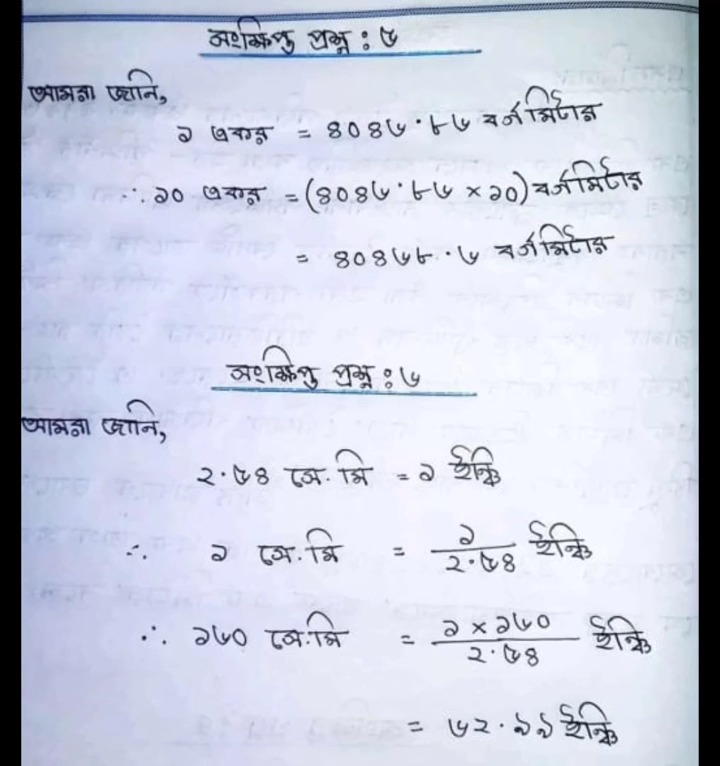 সংক্ষিপ্ত প্রশ্ন : ৫
আমরা জানি,
১ একর = ৪০৪৬.৮৬ বর্গমিটার
∴ ১০ একর = (৪০৪৬.৮৬ × ১০) বর্গমিটার
= ৪০৪৬৮.৬ বর্গমিটার
সংক্ষিপ্ত প্রশ্ন : ৬
আমরা জানি,
২.৫৪ সে.মি = ১ ইঞ্চি
∴ ১ সে.মি = ১/২.৫৪ ইঞ্চি
∴ ১৬০ সে.মি = ১ × ১৬০/২.৫৪ ইঞ্চি
= ৬২.৯৯ ইঞ্চি